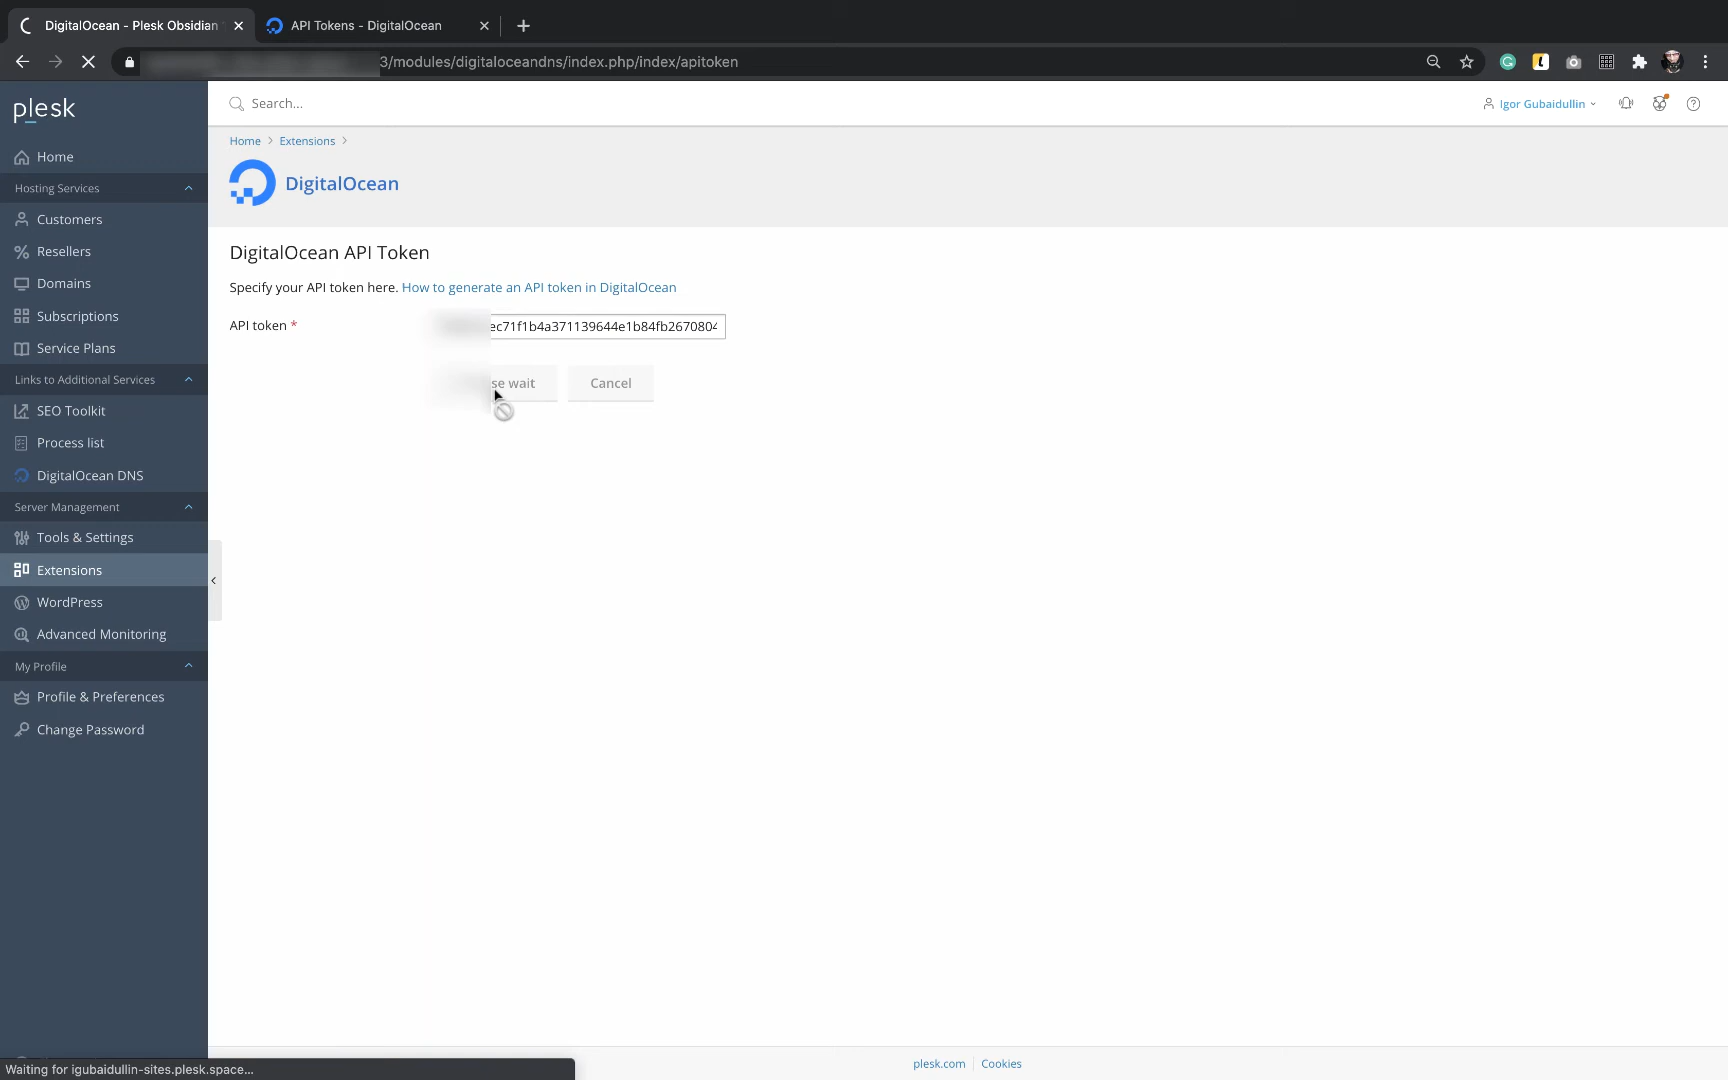 DigitalOcean - Plesk Obsidian
API Tokens - DigitalOcean
3/modules/digitaloceandns/index.php/index/apitoken
plesk
Search...
Igor Gubaidullin
Home
Hosting Services
Customers
Resellers
Domains
Subscriptions
Service Plans
Links to Additional Services
SEO Toolkit
Process list
DigitalOcean DNS
Server Management
Tools & Settings
Extensions
WordPress
Advanced Monitoring
My Profile
Profile & Preferences
Change Password
Home > Extensions >
DigitalOcean
DigitalOcean API Token
Specify your API token here. How to generate an API token in DigitalOcean
API token *
ec71f1b4a371139644e1b84fb2670804
wait
Cancel
plesk.com
Cookies
Waiting for igubaidullin-sites.plesk.space...